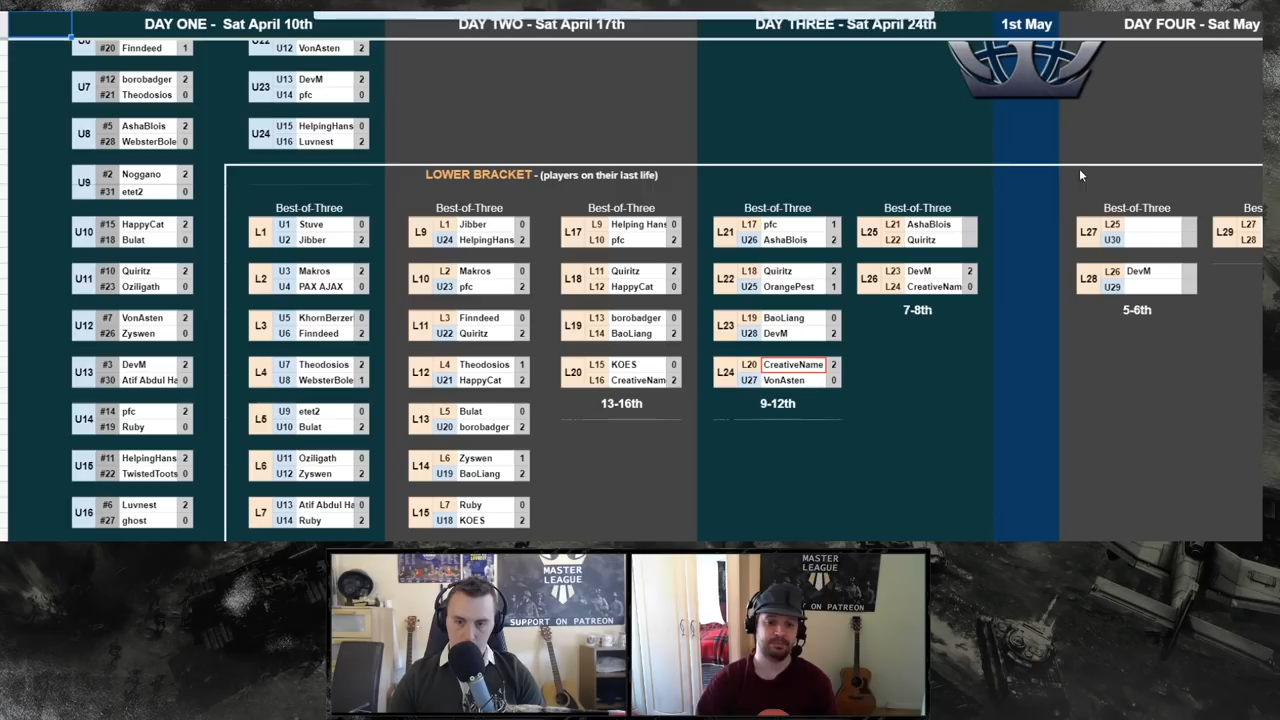 DAY ONE - Sat April 10th
DAY TWO - Sat April 17th
DAY THREE - Sat April 24th
1st May
DAY FOUR - Sat May
#20 Finndeed 1
U7 #12 borobadger 2
#21 Theodosios 0
U8 #5 AshaBlois 2
#28 WebsterBole 0
U9 #2 Noggano 2
#31 etet2 0
U10 #15 HappyCat 2
#18 Bulat 0
U11 #10 Quiritz 2
#23 Oziligath 0
U12 #7 VonAsten 2
#26 Zyswen 0
U13 #3 DevM 2
#30 Atif Abdul Ha 0
U14 #14 pfc 2
#19 Ruby 0
U15 #11 HelpingHans 2
#22 TwistedToots 0
U16 #6 Luvnest 2
#27 ghost 0
U12 VonAsten 2
U23 U13 DevM 2
U14 pfc 0
U24 U15 HelpingHans 0
U16 Luvnest 2
LOWER BRACKET - (players on their last life)
Best-of-Three
L1 U1 Stuve 0
U2 Jibber 2
L2 U3 Makros 2
U4 PAX AJAX 0
L3 U5 KhornBerzer 0
U6 Finndeed 2
L4 U7 Theodosios 2
U8 WebsterBole 1
L5 U9 etet2 0
U10 Bulat 2
L6 U11 Oziligath 0
U12 Zyswen 2
L7 U13 Atif Abdul Ha 0
U14 Ruby 2
Best-of-Three
L9 L1 Jibber 0
U24 HelpingHans 2
L10 L2 Makros 0
U23 pfc 2
L11 L3 Finndeed 0
U22 Quiritz 2
L12 L4 Theodosios 1
U21 HappyCat 2
L13 L5 Bulat 0
U20 borobadger 2
L14 L6 Zyswen 1
U19 BaoLiang 2
L15 L7 Ruby 0
U18 KOES 2
Best-of-Three
L17 L9 Helping Hans 0
L10 pfc 2
L18 L11 Quiritz 2
L12 HappyCat 0
L19 L13 borobadger 0
L14 BaoLiang 2
L20 L15 KOES 0
L16 CreativeNam 2
13-16th
Best-of-Three
L21 L17 pfc 1
U26 AshaBlois 2
L22 L18 Quiritz 2
U25 OrangePest 1
L23 L19 BaoLiang 0
U28 DevM 2
L24 L20 CreativeName 2
U27 VonAsten 0
9-12th
Best-of-Three
L25 L21 AshaBlois
L22 Quiritz
L26 L23 DevM 2
L24 CreativeNam 0
7-8th
Best-of-Three
L27 L25
U30
L28 L26 DevM
U29
5-6th
Bes
L29 L27
L28
MASTER
LEAGUE
SUPPORT ON PATREON
MASTER
LEAGUE
ORT ON PATREON